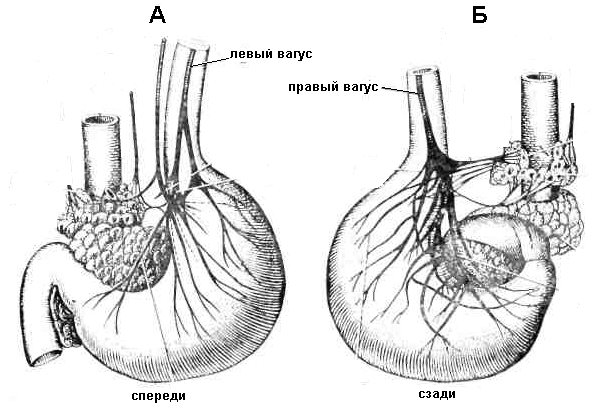 А
Б
левый вагус
правый вагус
спереди
сзади